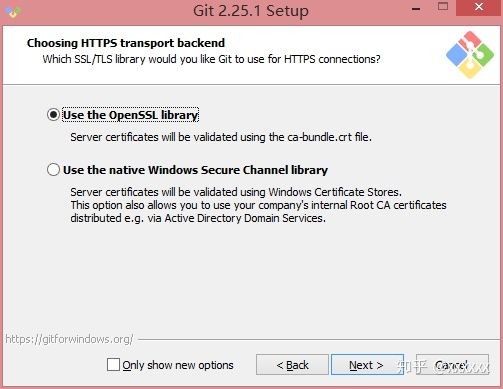 Git 2.25.1 Setup
Choosing HTTPS transport backend
Which SSL/TLS library would you like Git to use for HTTPS connections?
Use the OpenSSL library
Server certificates will be validated using the ca-bundle.crt file.
Use the native Windows Secure Channel library
Server certificates will be validated using Windows Certificate Stores.
This option also allows you to use your company's internal Root CA certificates
distributed e.g. via Active Directory Domain Services.
https://gitforwindows.org/
Only show new options
< Back
Next >
Cancel
知乎